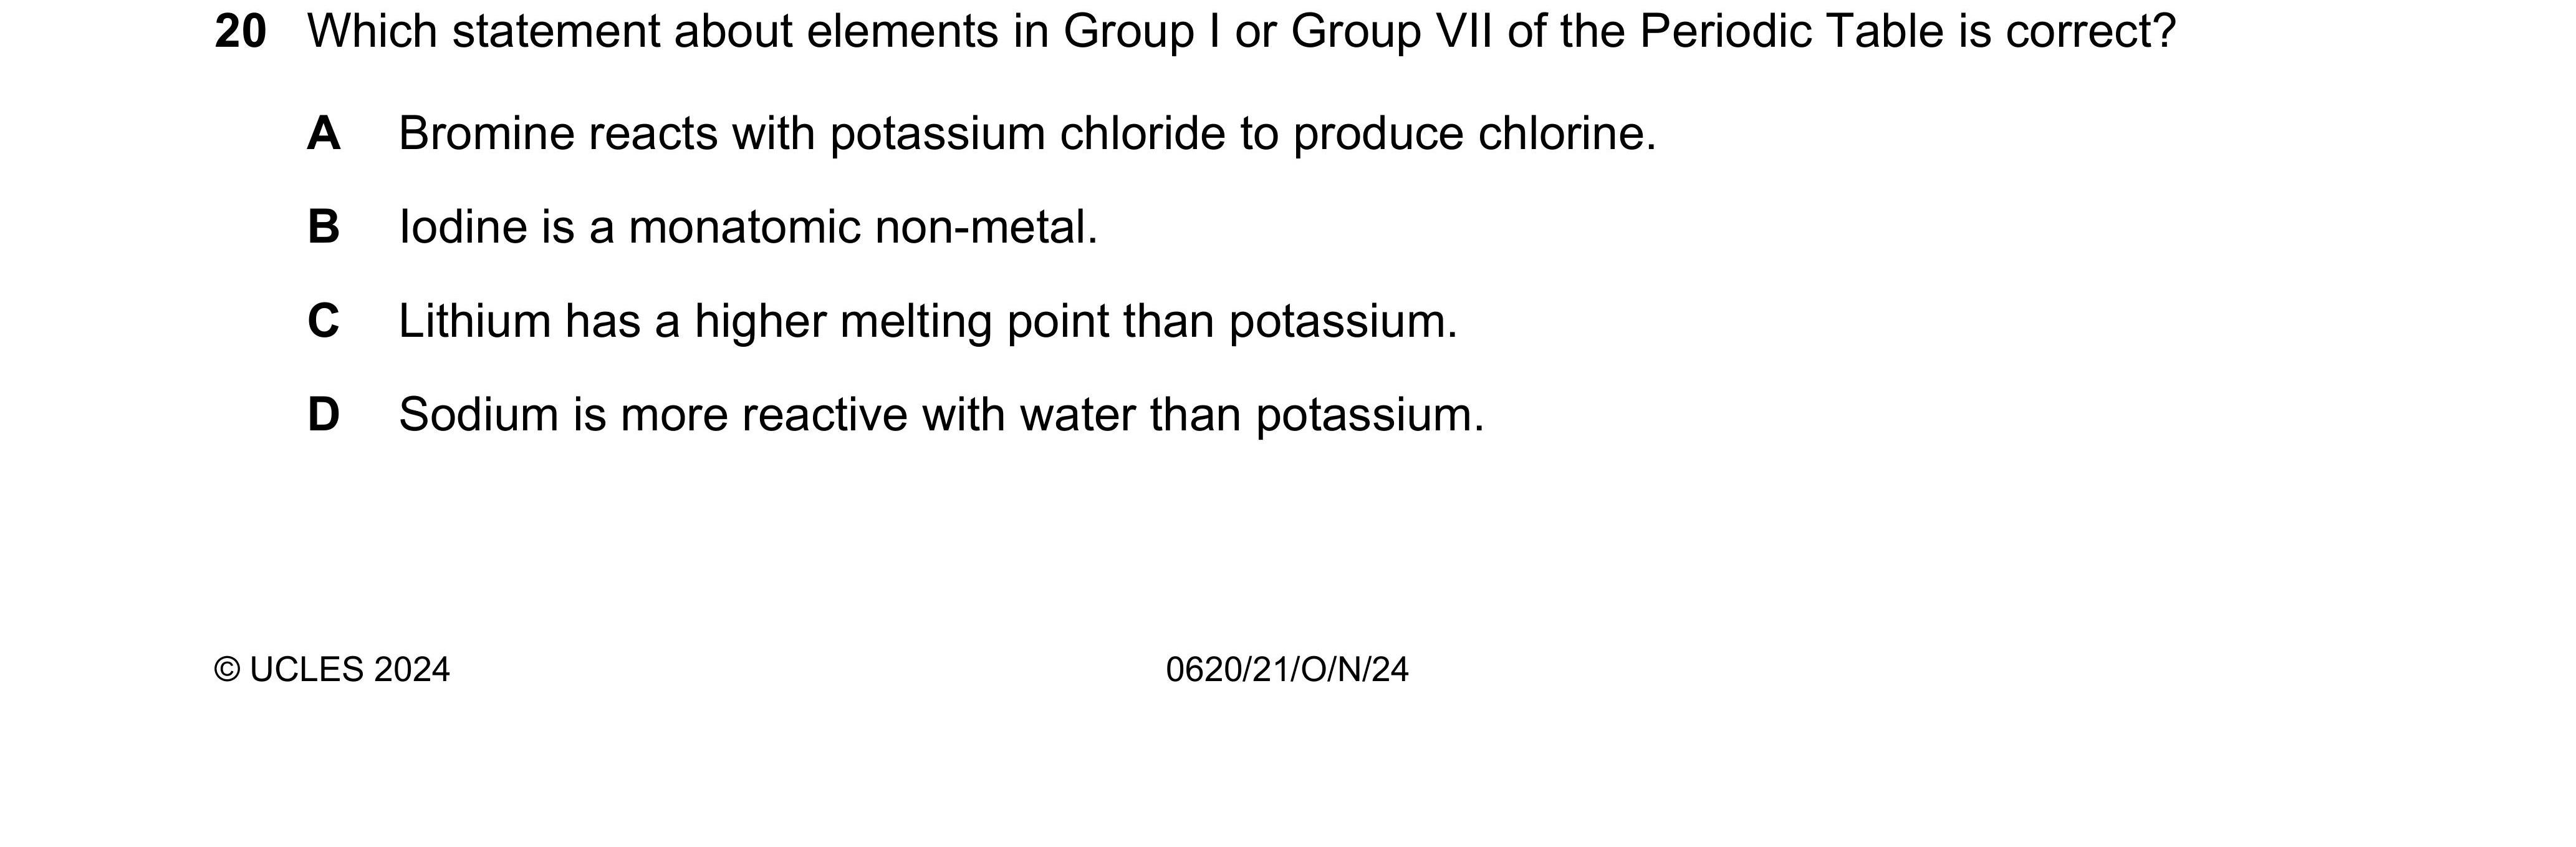 20 Which statement about elements in Group I or Group VII of the Periodic Table is correct?
A Bromine reacts with potassium chloride to produce chlorine.
B Iodine is a monatomic non-metal.
C Lithium has a higher melting point than potassium.
D Sodium is more reactive with water than potassium.
© UCLES 2024 0620/21/O/N/24